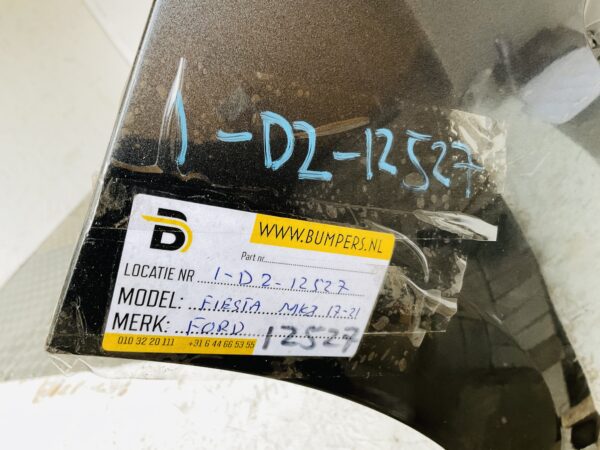 1-D2-12527
B
WWW.BUMPERS.NL
Part nr.
LOCATIE NR 1-D2-12527
MODEL: FIESTA MK3 17-21
MERK: FORD
12527
010 32 20 111 +31 6 44 66 53 55